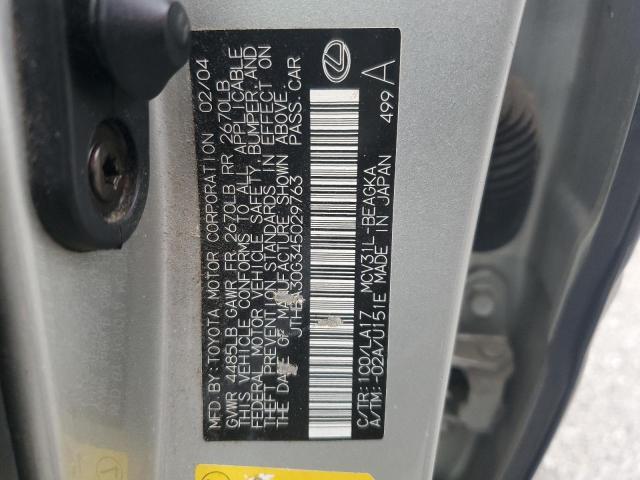 MFD BY:TOYOTA MOTOR CORPORATION 02/04
GVWR 4485LB GAWR FR 2670LB RR 2670LB
THIS VEHICLE CONFORMS TO ALL APPLICABLE
FEDERAL MOTOR VEHICLE SAFETY, BUMPER, AND
THEFT PREVENTION STANDARDS IN EFFECT ON
THE DATE OF MANUFACTURE SHOWN ABOVE.
JTHBA30G345029763 PASS. CAR
C/TR:1C0/LA17 MCV31L-BEAGKA
A/TM:-02A/U151E MADE IN JAPAN 499 A